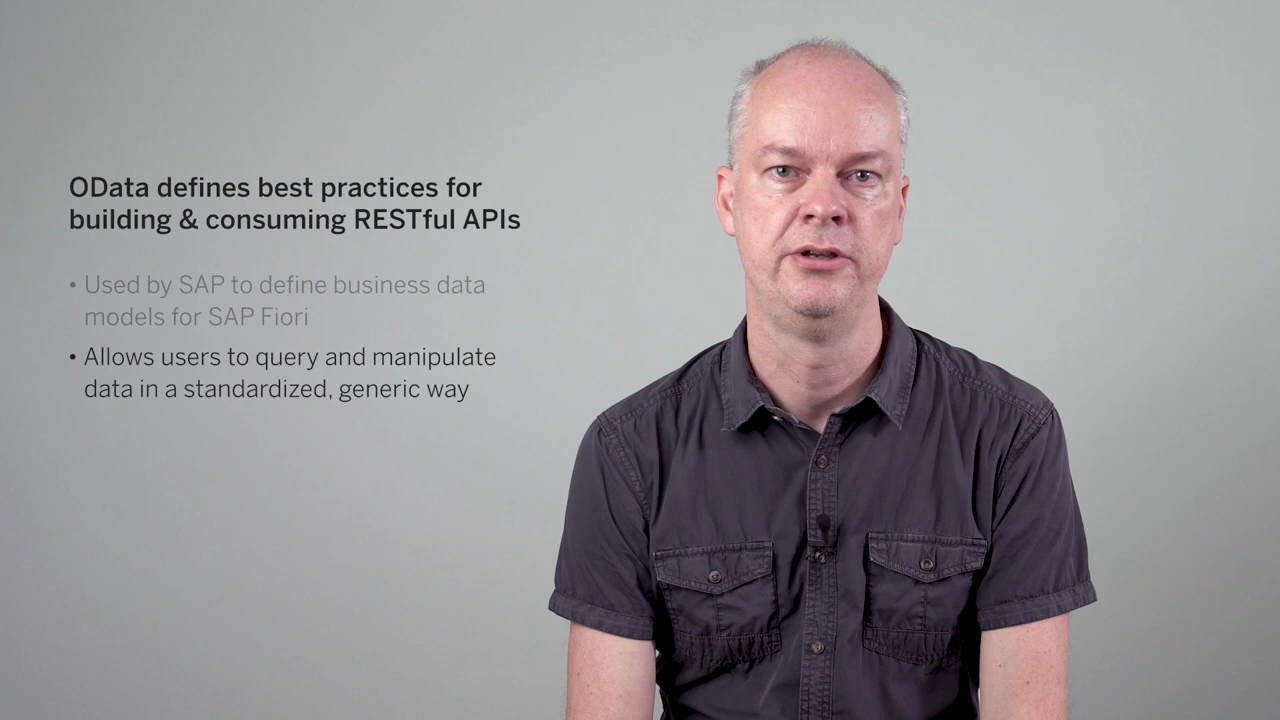 OData defines best practices for
building & consuming RESTful APIs
• Used by SAP to define business data
models for SAP Fiori
• Allows users to query and manipulate
data in a standardized, generic way